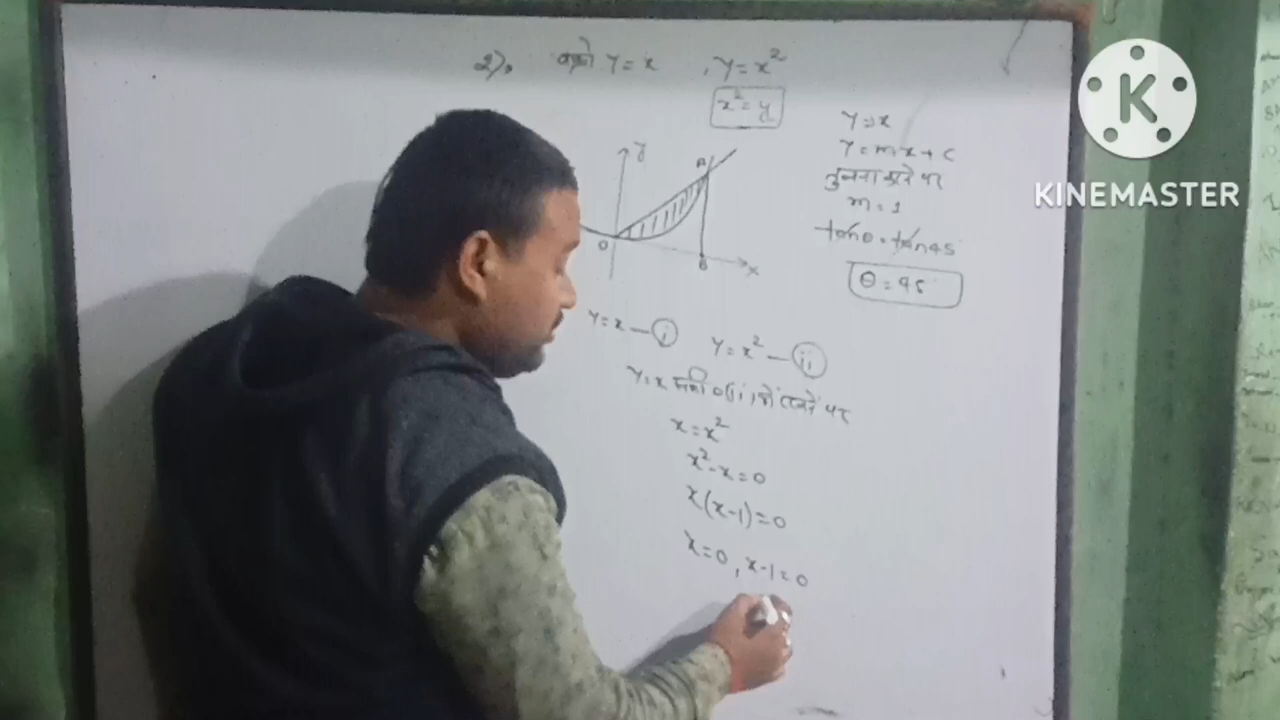 2). वक्रो y = x , y = x²
x² = y
y = x
y = mx + c
तुलना करने पर
m = 1
tanθ = tan45
θ = 45
y
A
O
B
x
y = x — (i)
y = x² — (ii)
y = x समी० (ii) में रखने पर
x = x²
x² - x = 0
x(x-1) = 0
x = 0, x-1 = 0
K
KINEMASTER